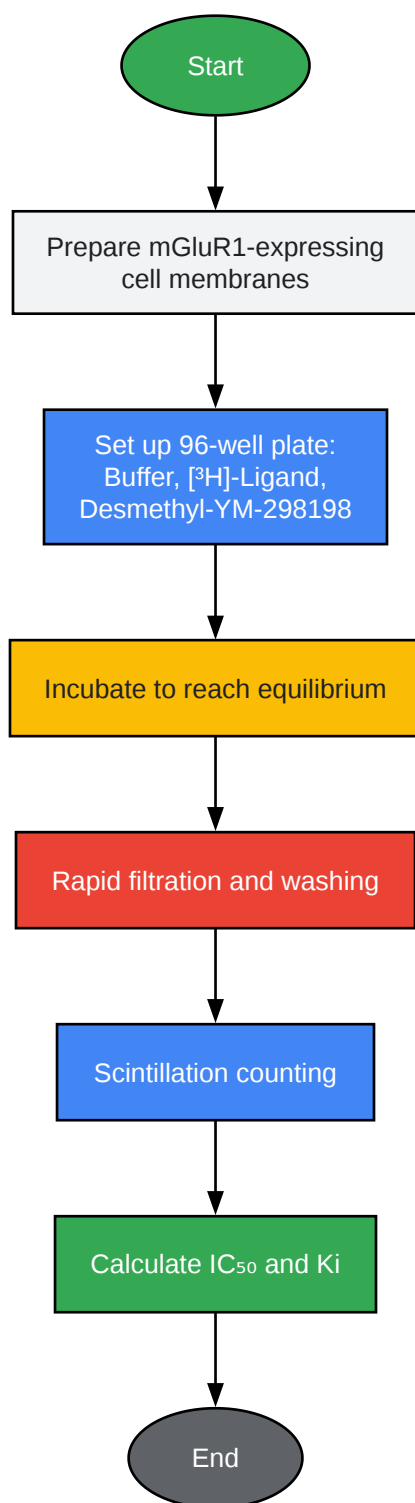 Start
Prepare mGluR1-expressing
cell membranes
Set up 96-well plate:
Buffer, [³H]-Ligand,
Desmethyl-YM-298198
Incubate to reach equilibrium
Rapid filtration and washing
Scintillation counting
Calculate IC₅₀ and Ki
End